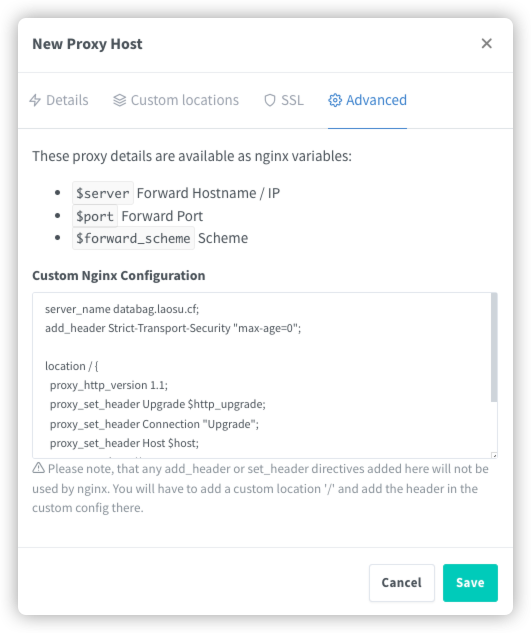 New Proxy Host
Details Custom locations SSL Advanced
These proxy details are available as nginx variables:
$server Forward Hostname / IP
$port Forward Port
$forward_scheme Scheme
Custom Nginx Configuration
server_name databag.laosu.cf;
add_header Strict-Transport-Security "max-age=0";
location / {
proxy_http_version 1.1;
proxy_set_header Upgrade $http_upgrade;
proxy_set_header Connection "Upgrade";
proxy_set_header Host $host;
Please note, that any add_header or set_header directives added here will not be
used by nginx. You will have to add a custom location '/' and add the header in the
custom config there.
Cancel Save